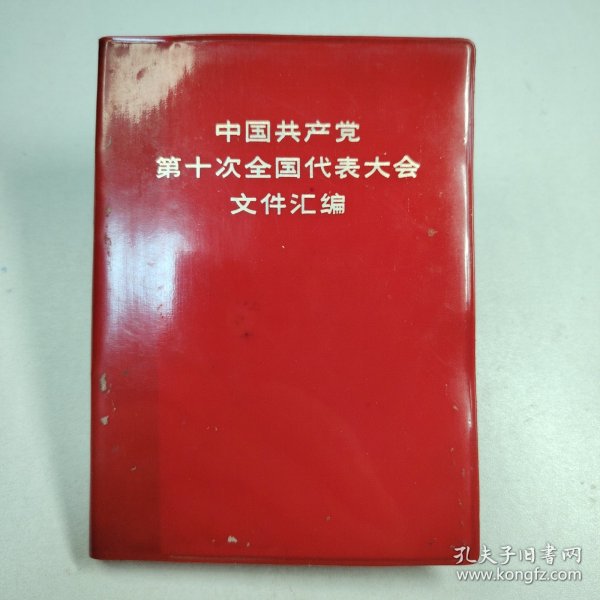 中国共产党
第十次全国代表大会
文件汇编
孔夫子旧书网
www.kongfz.com